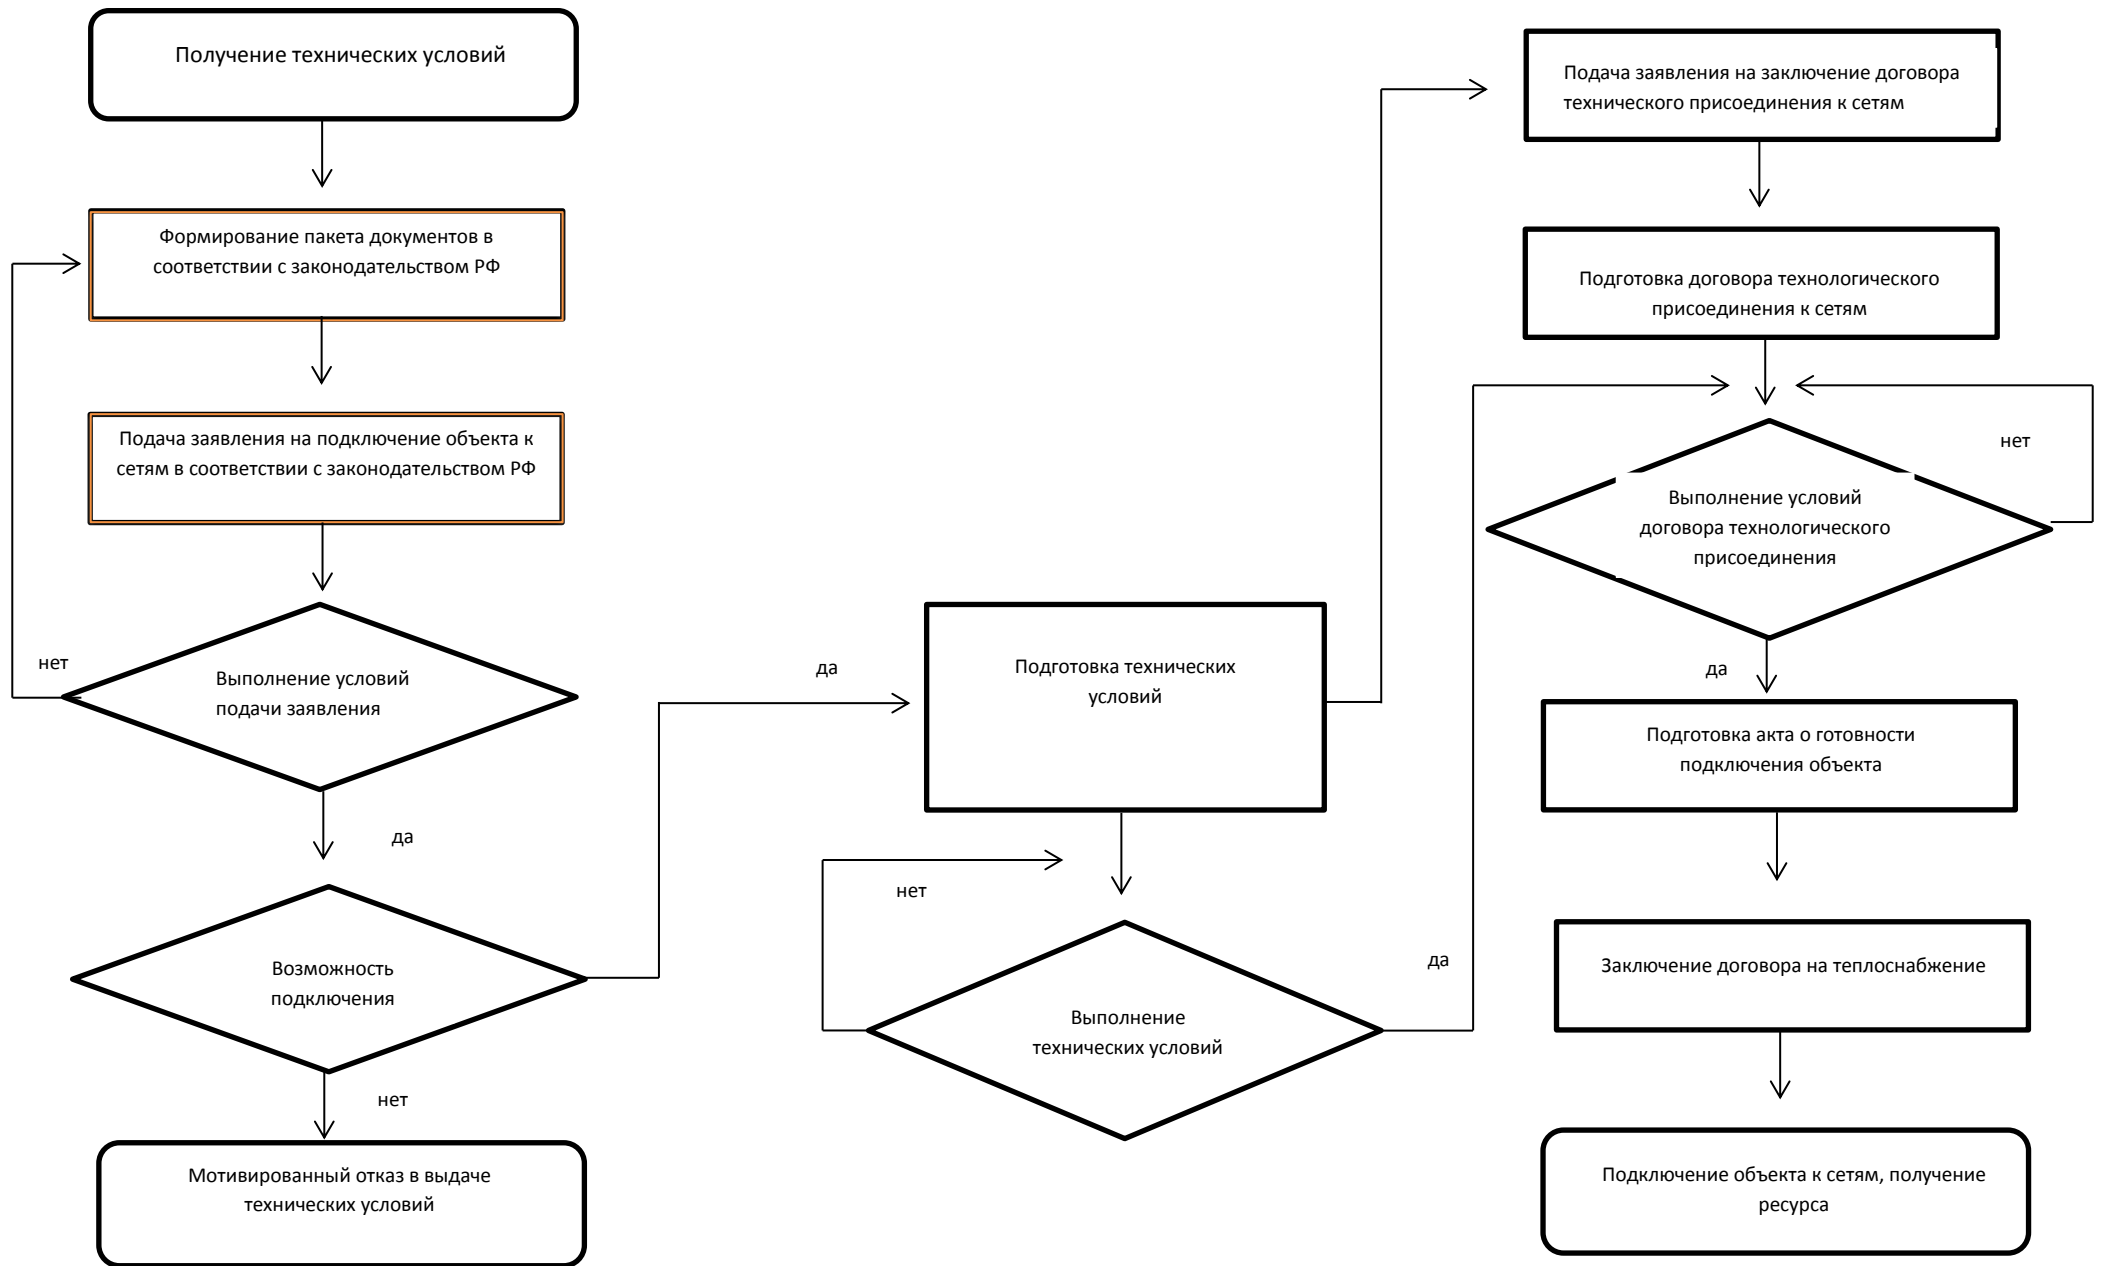 Получение технических условий
Формирование пакета документов в
соответствии с законодательством РФ
Подача заявления на подключение объекта к
сетям в соответствии с законодательством РФ
нет
Выполнение условий
подачи заявления
да
Возможность
подключения
нет
Мотивированный отказ в выдаче
технических условий
да
Подготовка технических
условий
нет
Выполнение
технических условий
да
Подача заявления на заключение договора
технического присоединения к сетям
Подготовка договора технологического
присоединения к сетям
нет
Выполнение условий
договора технологического
присоединения
да
Подготовка акта о готовности
подключения объекта
Заключение договора на теплоснабжение
Подключение объекта к сетям, получение
ресурса